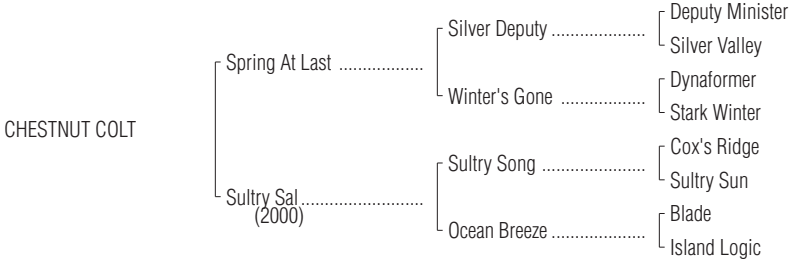 Deputy Minister
Silver Deputy ....................
Silver Valley
Spring At Last ..................
Dynaformer
Winter's Gone ..................
Stark Winter
CHESTNUT COLT
Cox's Ridge
Sultry Song ......................
Sultry Sun
Sultry Sal ..........................
(2000)
Blade
Ocean Breeze ....................
Island Logic